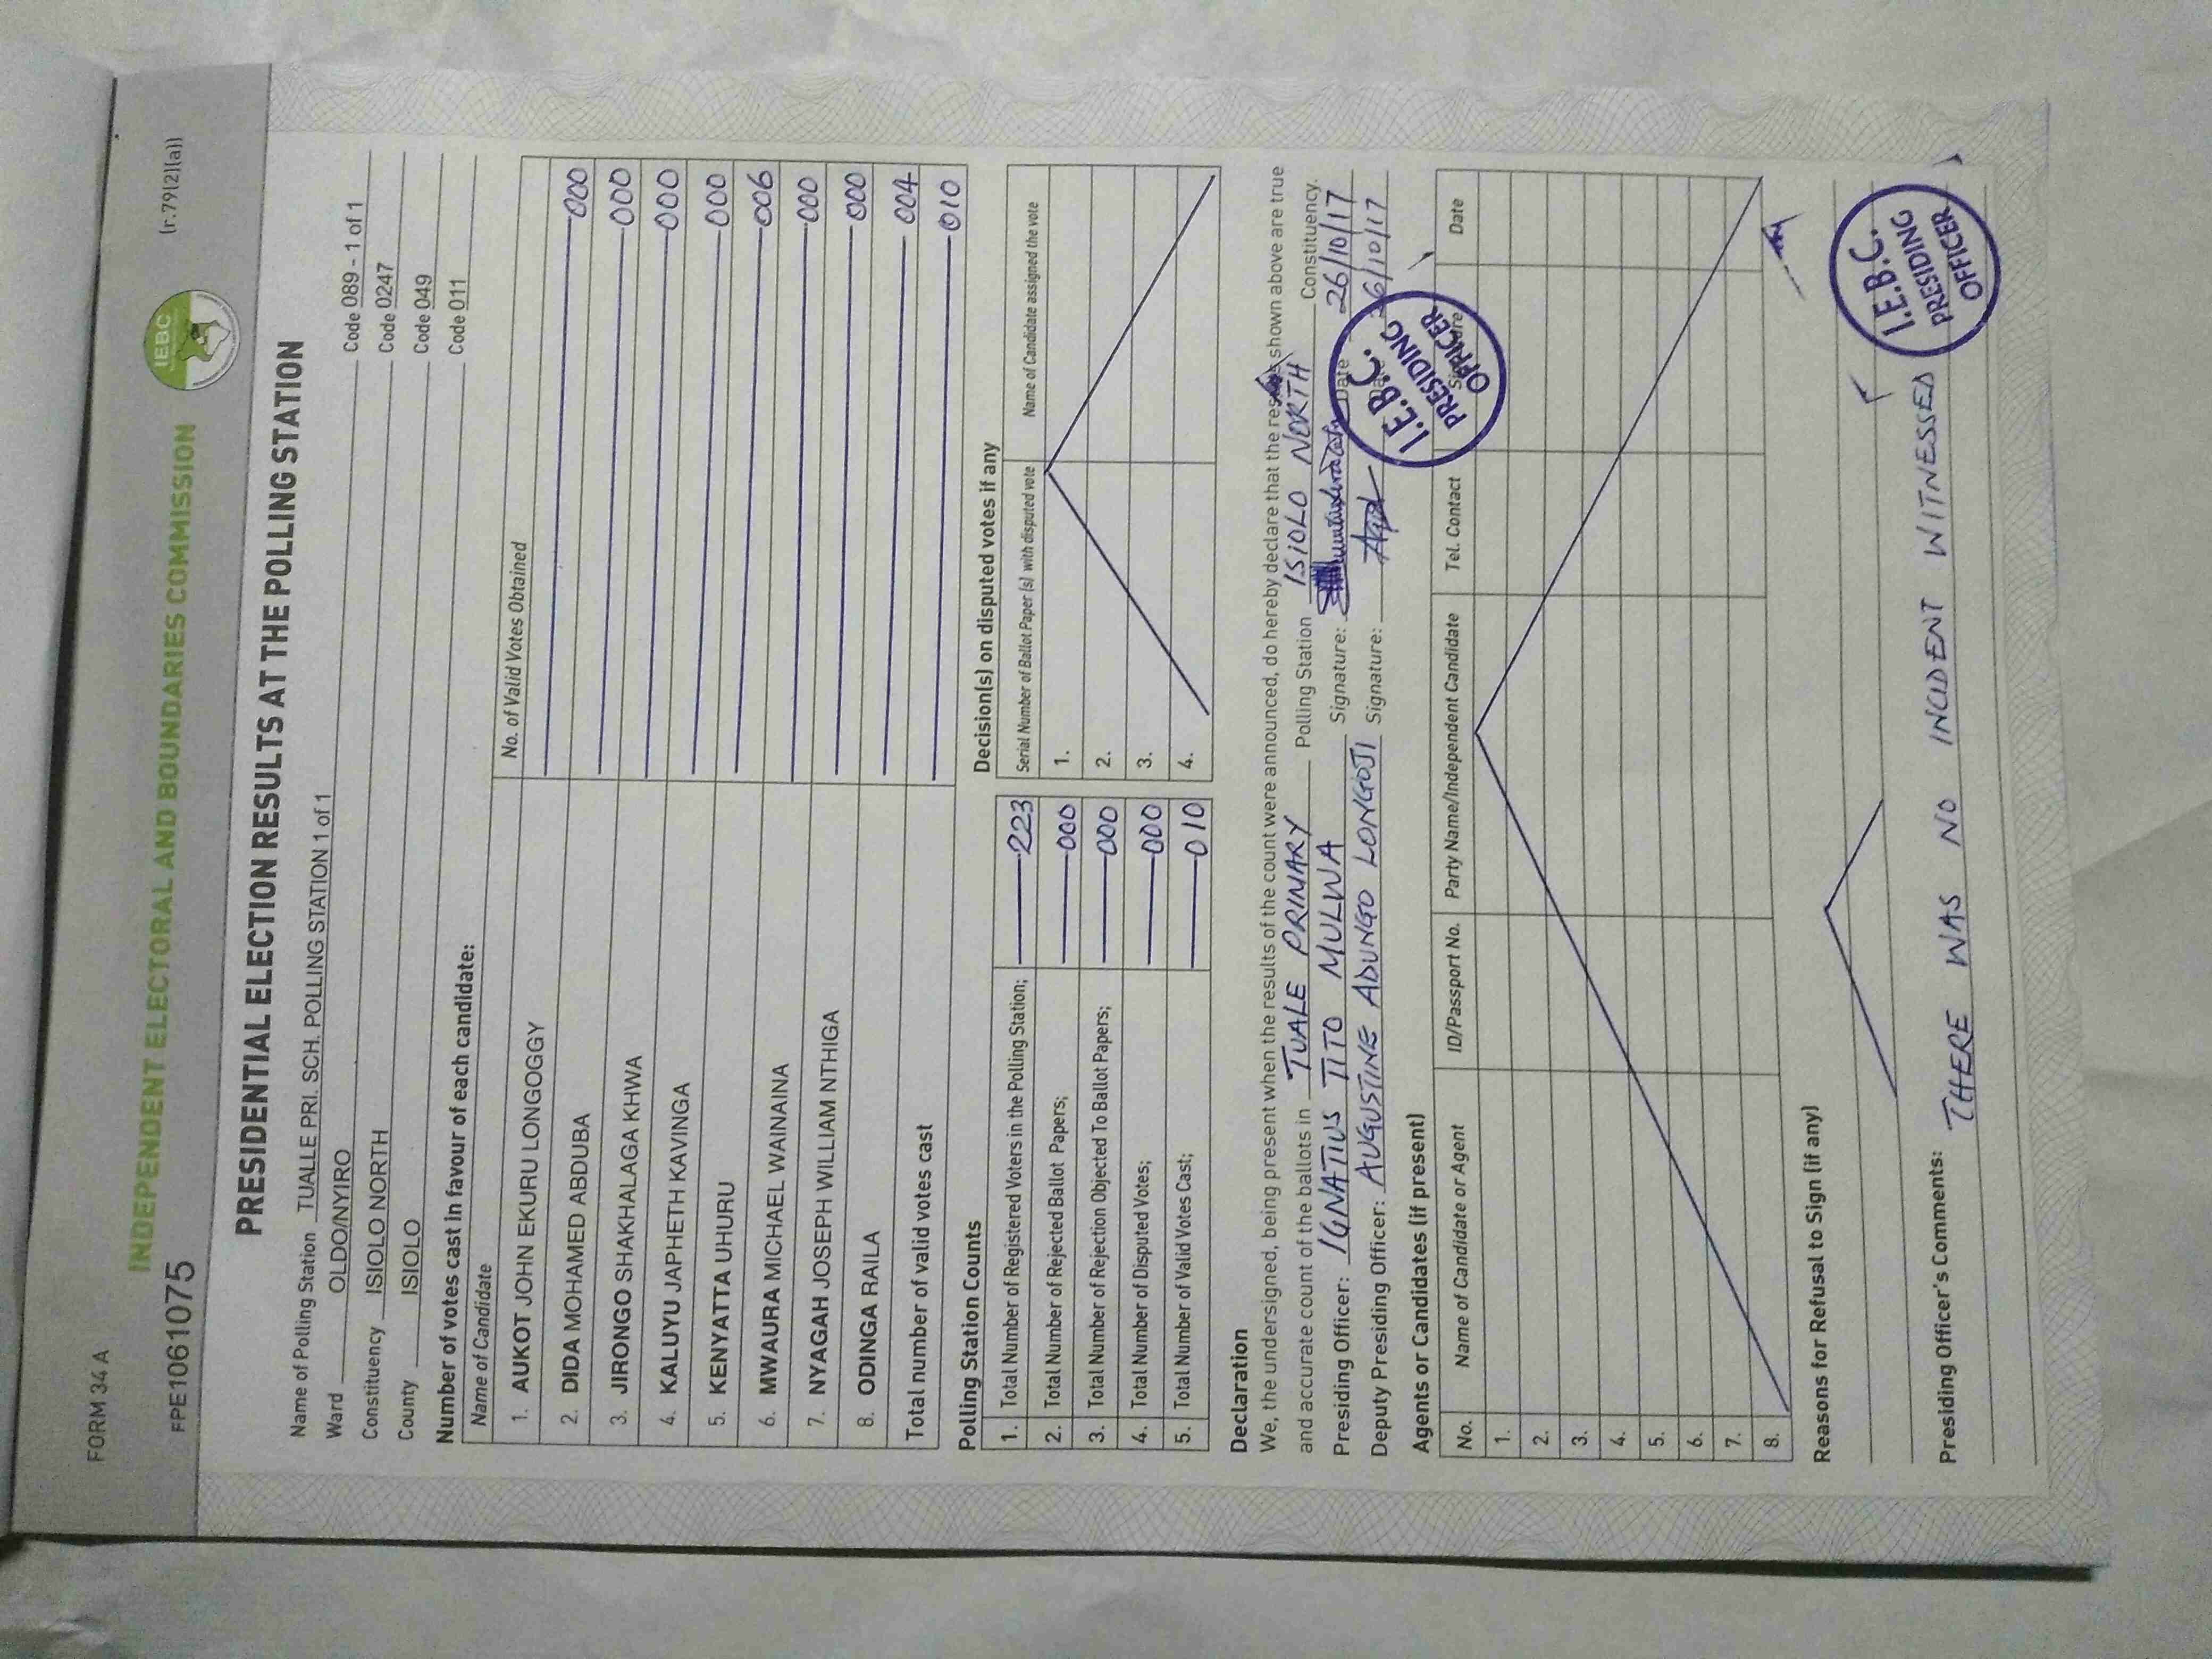 FORM 34 A
(r.79(2)(a))
FPE1061075
IEBC
INDEPENDENT ELECTORAL AND BOUNDARIES COMMISSION
PRESIDENTIAL ELECTION RESULTS AT THE POLLING STATION
Name of Polling Station TUALLE PRI. SCH. POLLING STATION 1 of 1 Code 089 - 1 of 1
Ward OLDO/NYIRO Code 0247
Constituency ISIOLO NORTH Code 049
County ISIOLO Code 011
Number of votes cast in favour of each candidate:
Name of Candidate No. of Valid Votes Obtained
1. AUKOT JOHN EKURU LONGOGGY 000
2. DIDA MOHAMED ABDUBA 000
3. JIRONGO SHAKHALAGA KHWA 000
4. KALUYU JAPHETH KAVINGA 000
5. KENYATTA UHURU 006
6. MWAURA MICHAEL WAINAINA 000
7. NYAGAH JOSEPH WILLIAM NTHIGA 000
8. ODINGA RAILA 004
Total number of valid votes cast 010
Polling Station Counts
1. Total Number of Registered Voters in the Polling Station; 223
2. Total Number of Rejected Ballot Papers; 000
3. Total Number of Rejection Objected To Ballot Papers; 000
4. Total Number of Disputed Votes; 000
5. Total Number of Valid Votes Cast; 010
Decision(s) on disputed votes if any
Serial Number of Ballot Paper (s) with disputed vote Name of Candidate assigned the vote
1.
2.
3.
4.
Declaration
We, the undersigned, being present when the results of the count were announced, do hereby declare that the results shown above are true
and accurate count of the ballots in TUALE PRIMARY Polling Station ISIOLO NORTH Constituency.
Presiding Officer: IGNATIUS TITO MULWA Signature: Date 26/10/17
Deputy Presiding Officer: AUGUSTINE ADUNGO LONGOJI Signature: Date 26/10/17
I.E.B.C. PRESIDING OFFICER
Agents or Candidates (if present)
No. Name of Candidate or Agent ID/Passport No. Party Name/Independent Candidate Tel. Contact Signature Date
1.
2.
3.
4.
5.
6.
7.
8.
Reasons for Refusal to Sign (if any)
Presiding Officer's Comments: THERE WAS NO INCIDENT WITNESSED
I.E.B.C. PRESIDING OFFICER